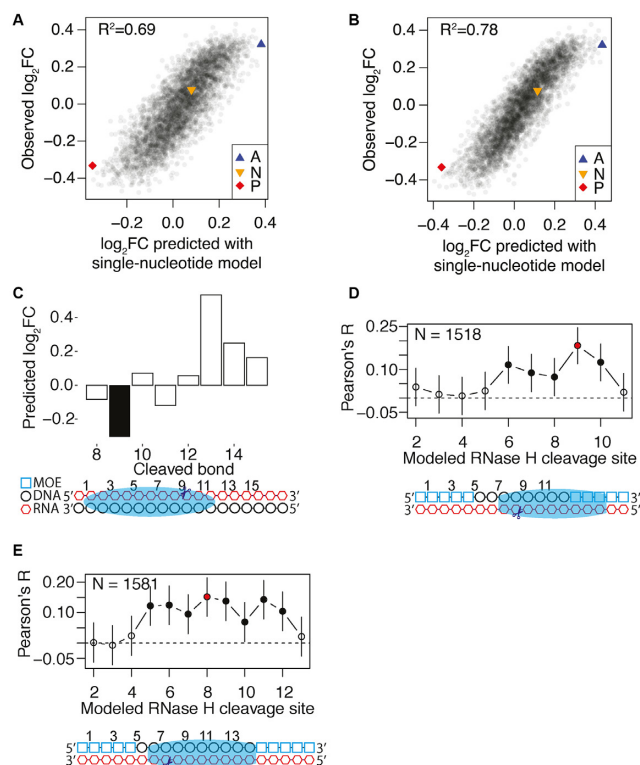 A
R²=0.69
Observed log₂FC
0.4
0.2
0.0
−0.2
−0.4
A
N
P
−0.2 0.0 0.2 0.4
log₂FC predicted with
single-nucleotide model
B
R²=0.78
Observed log₂FC
0.4
0.2
0.0
−0.2
−0.4
A
N
P
−0.4 −0.2 0.0 0.2 0.4
log₂FC predicted with
single-nucleotide model
C
Predicted log₂FC
0.4-
0.2-
0.0-
−0.2-
8 10 12 14
Cleaved bond
MOE
DNA
RNA
1 3 5 7 9 11 13 15
5′ 3′
3′ 5′
D
N = 1518
Pearson's R
0.25
0.10
−0.05
2 4 6 8 10
Modeled RNase H cleavage site
1 3 5 7 9 11
5′ 3′
3′ 5′
E
N = 1581
Pearson's R
0.20
0.10
−0.05
2 4 6 8 10 12
Modeled RNase H cleavage site
1 3 5 7 9 11 13
5′ 3′
3′ 5′